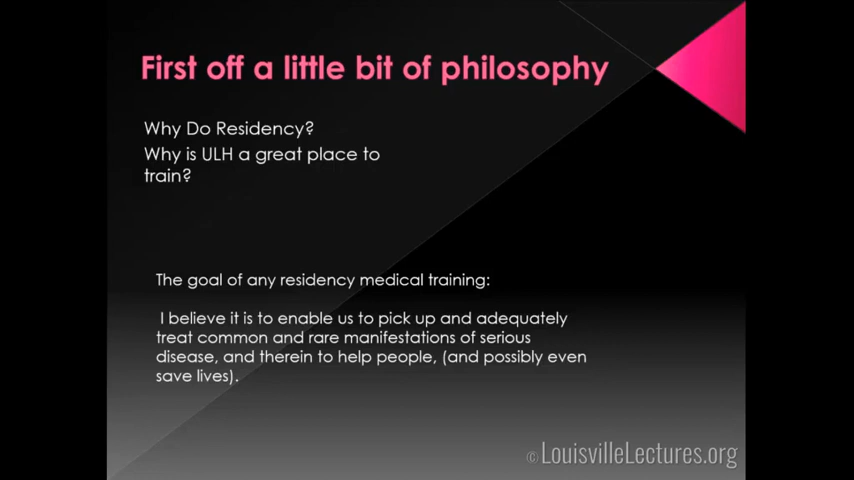 First off a little bit of philosophy
Why Do Residency?
Why is ULH a great place to
train?
The goal of any residency medical training:
I believe it is to enable us to pick up and adequately
treat common and rare manifestations of serious
disease, and therein to help people, (and possibly even
save lives).
© LouisvilleLectures.org